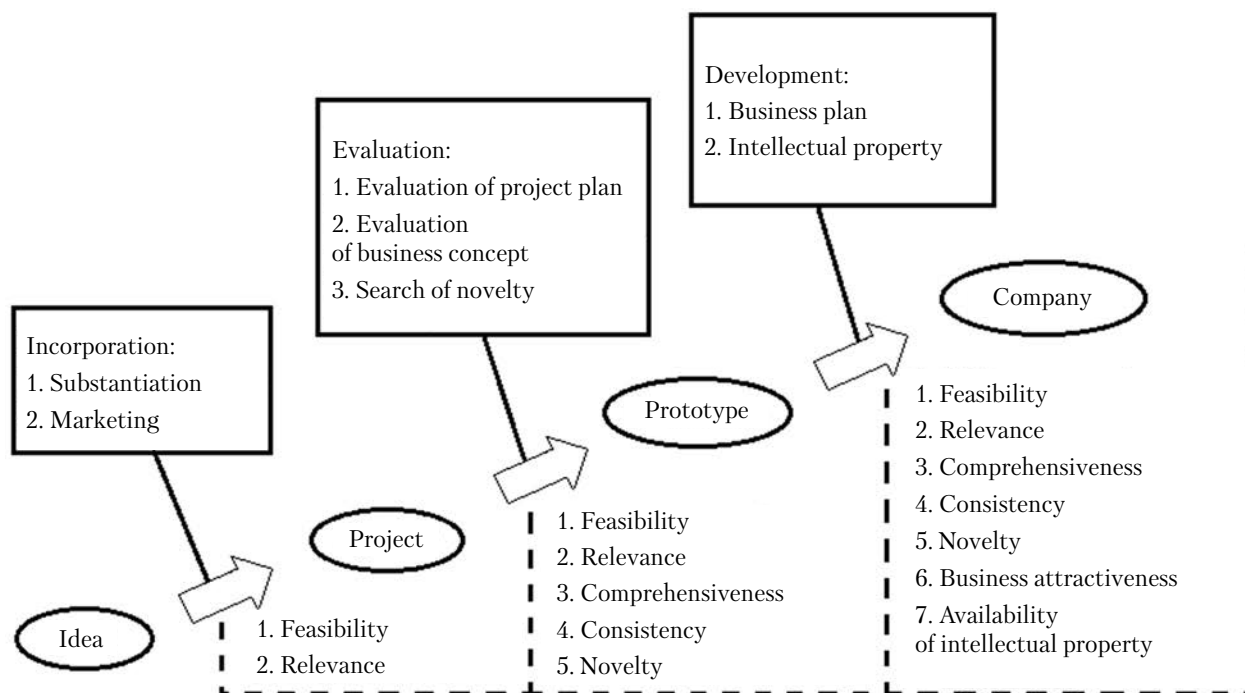 Development:
1. Business plan
2. Intellectual property
Evaluation:
1. Evaluation of project plan
2. Evaluation
of business concept
3. Search of novelty
Incorporation:
1. Substantiation
2. Marketing
Company
Prototype
Project
Idea
1. Feasibility
2. Relevance
1. Feasibility
2. Relevance
3. Comprehensiveness
4. Consistency
5. Novelty
1. Feasibility
2. Relevance
3. Comprehensiveness
4. Consistency
5. Novelty
6. Business attractiveness
7. Availability
of intellectual property